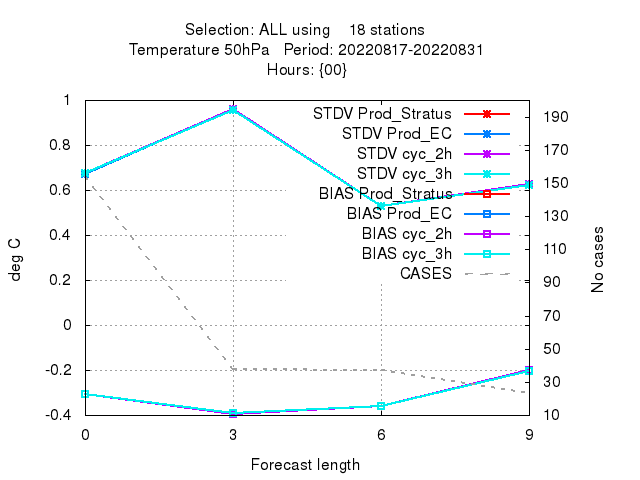 Selection: ALL using 18 stations
Temperature 50hPa Period: 20220817-20220831
Hours: {00}
deg C
1
0.8
0.6
0.4
0.2
0
-0.2
-0.4
STDV Prod_Stratus
STDV Prod_EC
STDV cyc_2h
STDV cyc_3h
BIAS Prod_Stratus
BIAS Prod_EC
BIAS cyc_2h
BIAS cyc_3h
CASES
190
170
150
130
110
90
70
50
30
10
No cases
0 3 6 9
Forecast length